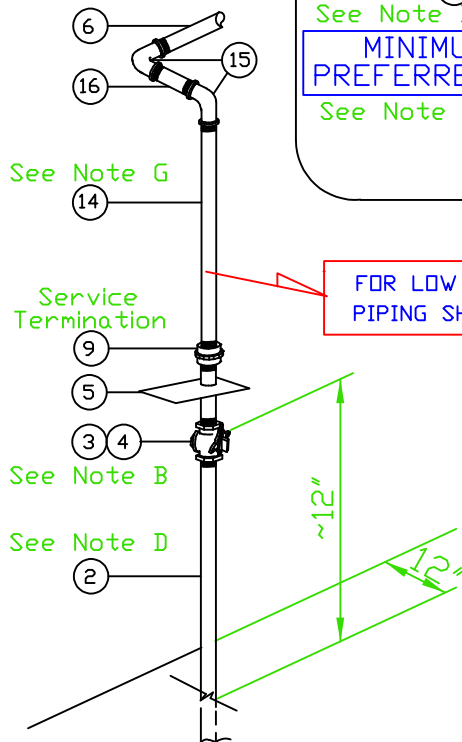 6
See Note
15
MINIMU
PREFERRE
16
See Note
See Note G
14
FOR LOW
PIPING SH
Service
Termination
9
5
3 4
See Note B
~12"
See Note D
12"
2